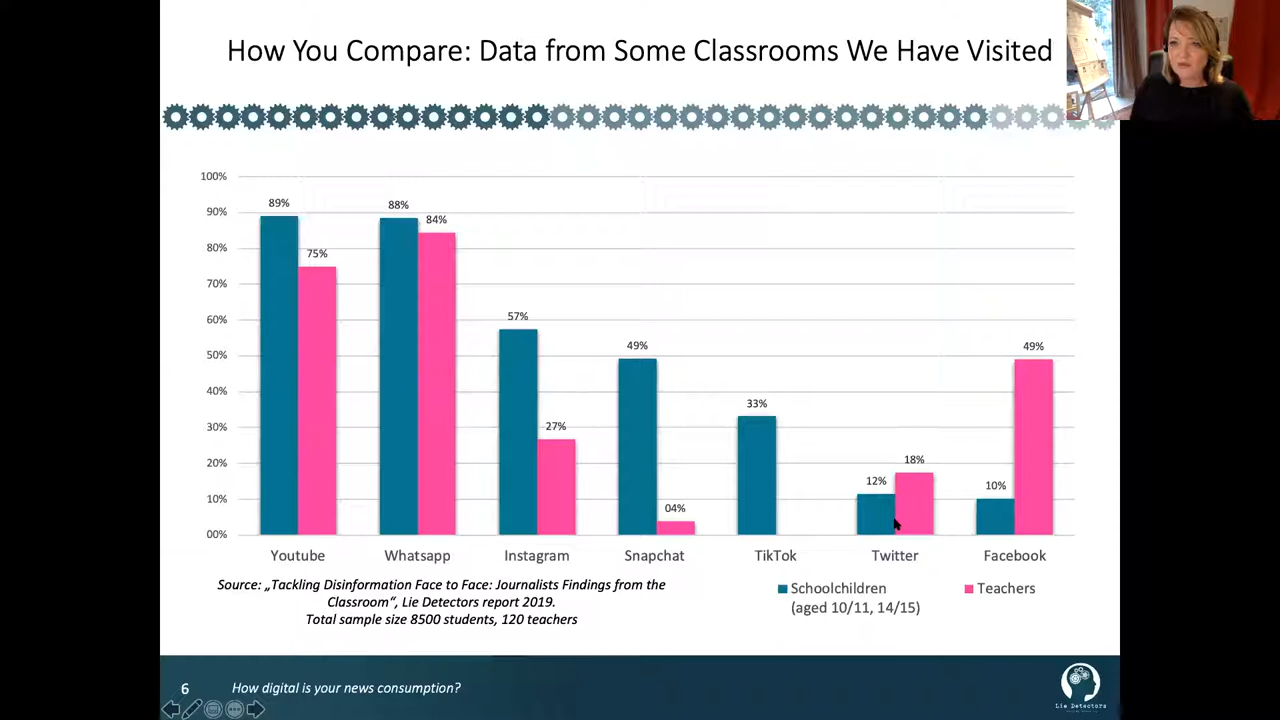 How You Compare: Data from Some Classrooms We Have Visited
100%
90%
80%
70%
60%
50%
40%
30%
20%
10%
00%
89%
75%
88%
84%
57%
27%
49%
04%
33%
12%
18%
10%
49%
Youtube
Whatsapp
Instagram
Snapchat
TikTok
Twitter
Facebook
Source: „Tackling Disinformation Face to Face: Journalists Findings from the
Classroom“, Lie Detectors report 2019.
Total sample size 8500 students, 120 teachers
Schoolchildren
(aged 10/11, 14/15)
Teachers
6
How digital is your news consumption?
Lie Detectors